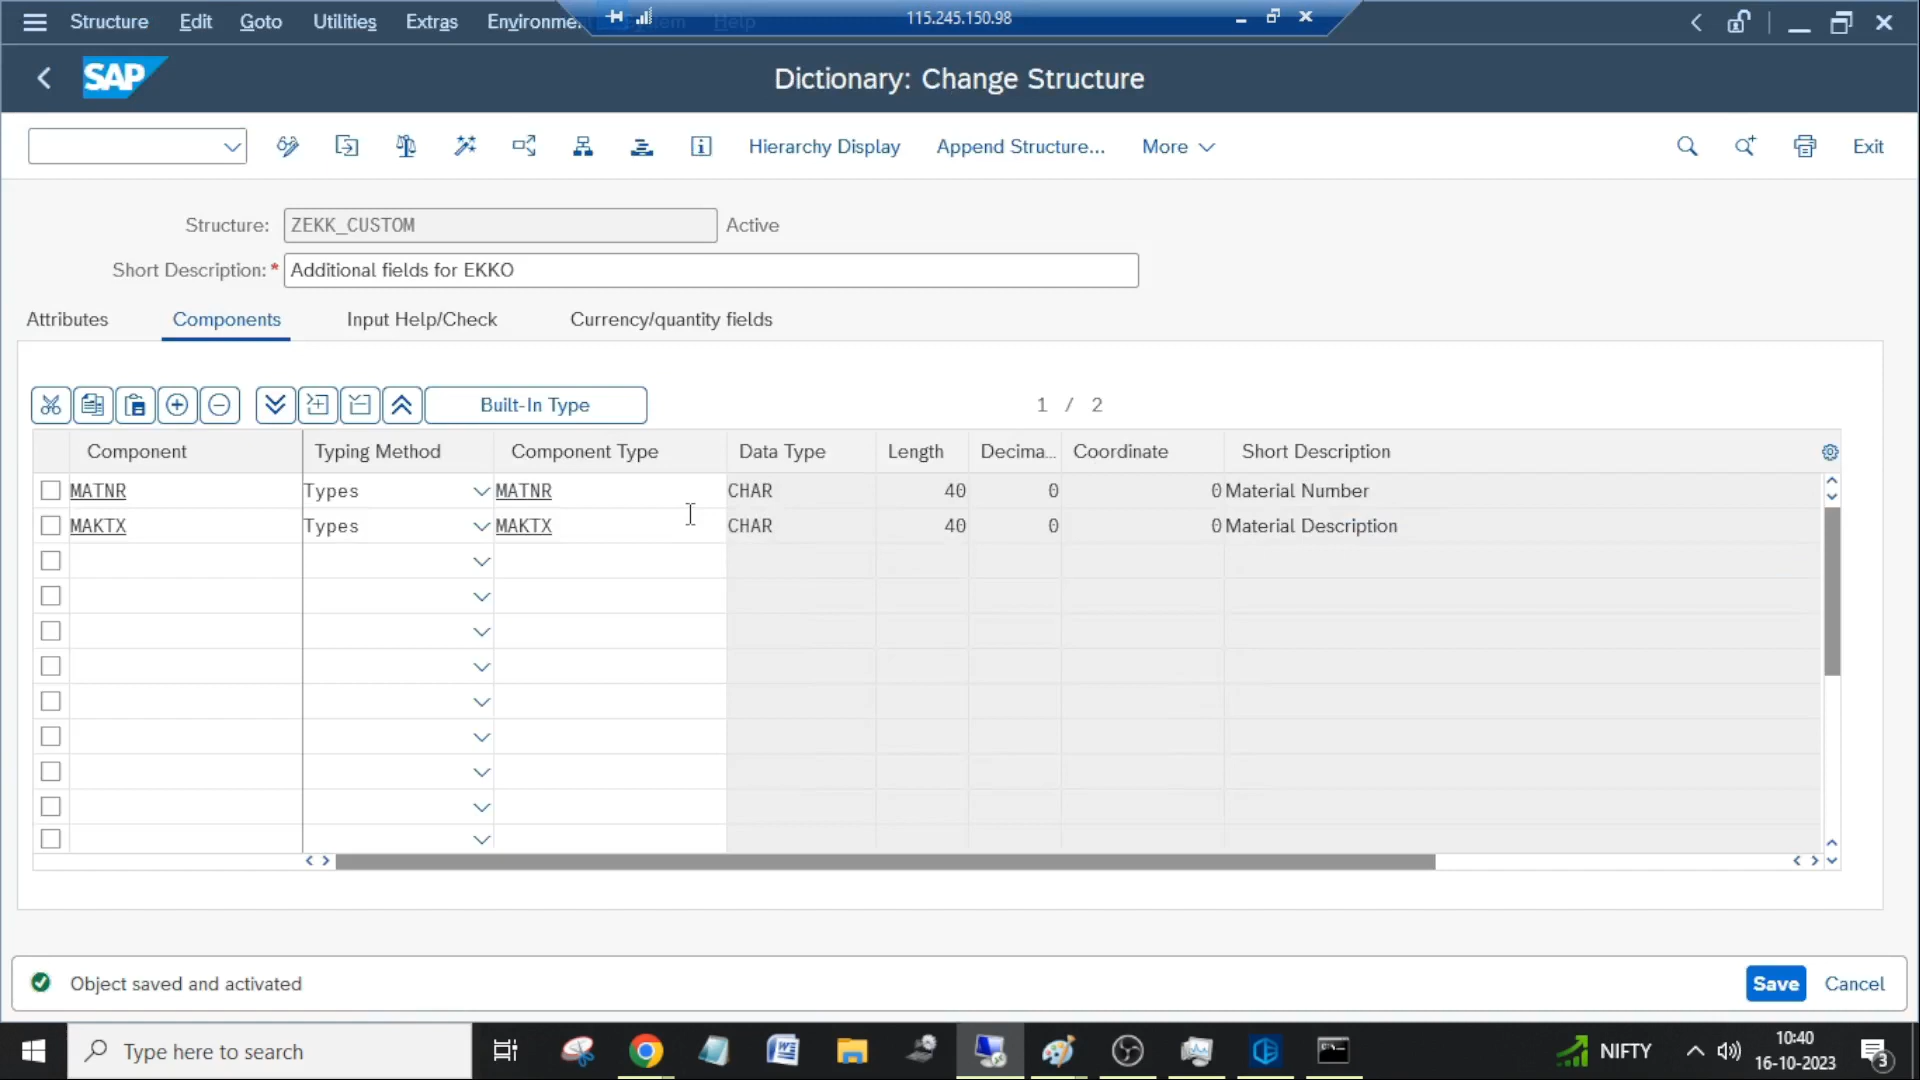 Structure Edit Goto Utilities Extras Environme 115.245.150.98
SAP Dictionary: Change Structure
Hierarchy Display Append Structure... More Exit
Structure: ZEKK_CUSTOM Active
Short Description: * Additional fields for EKKO
Attributes Components Input Help/Check Currency/quantity fields
Built-In Type 1 / 2
Component Typing Method Component Type Data Type Length Decima... Coordinate Short Description
MATNR Types MATNR CHAR 40 0 0 Material Number
MAKTX Types MAKTX CHAR 40 0 0 Material Description
Object saved and activated Save Cancel
Type here to search NIFTY 10:40
16-10-2023 3